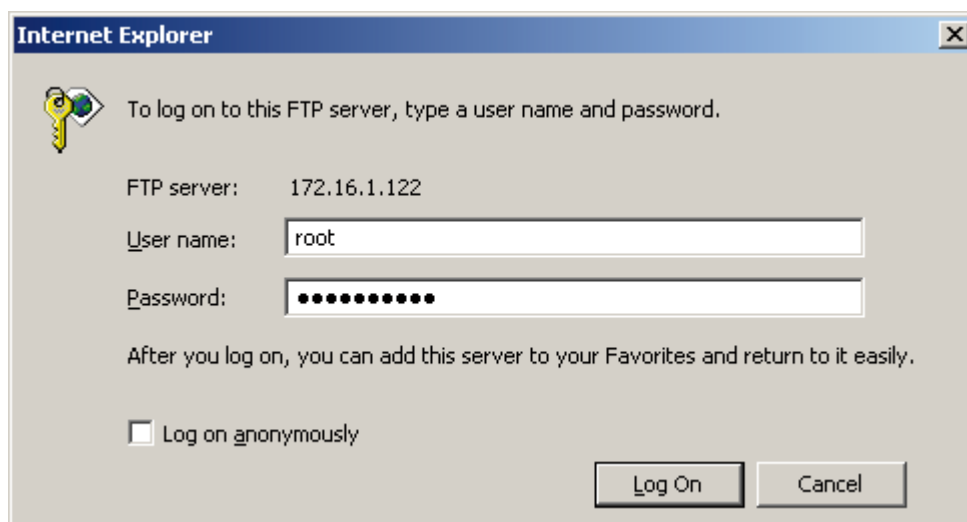 Internet Explorer
To log on to this FTP server, type a user name and password.
FTP server: 172.16.1.122
User name: root
Password: ●●●●●●●●●●
After you log on, you can add this server to your Favorites and return to it easily.
Log on anonymously
Log On Cancel